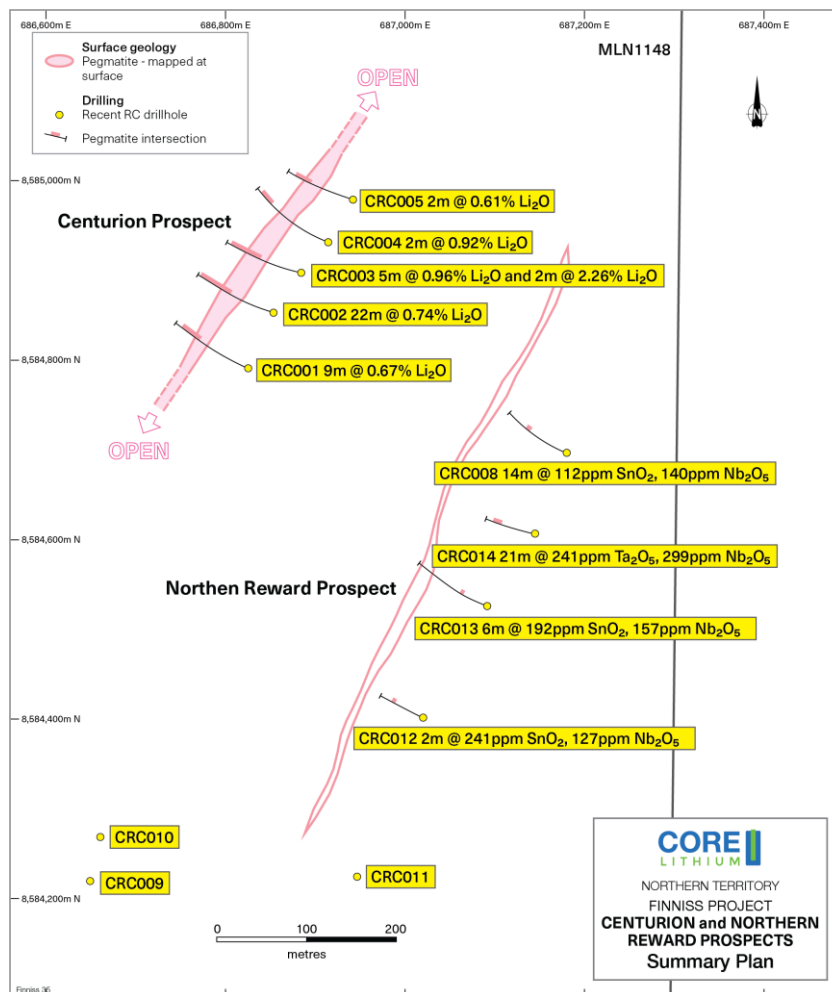 686,600m E
686,800m E
687,000m E
687,200m E
687,400m E
Surface geology
Pegmatite - mapped at
surface
Drilling
Recent RC drillhole
Pegmatite intersection
MLN1148
OPEN
N
8,585,000m N
Centurion Prospect
CRC005 2m @ 0.61% Li₂O
CRC004 2m @ 0.92% Li₂O
CRC003 5m @ 0.96% Li₂O and 2m @ 2.26% Li₂O
CRC002 22m @ 0.74% Li₂O
8,584,800m N
CRC001 9m @ 0.67% Li₂O
OPEN
CRC008 14m @ 112ppm SnO₂, 140ppm Nb₂O₅
8,584,600m N
CRC014 21m @ 241ppm Ta₂O₅, 299ppm Nb₂O₅
Northen Reward Prospect
CRC013 6m @ 192ppm SnO₂, 157ppm Nb₂O₅
8,584,400m N
CRC012 2m @ 241ppm SnO₂, 127ppm Nb₂O₅
CRC010
CRC009
CRC011
8,584,200m N
0 100 200
metres
CORE
LITHIUM
NORTHERN TERRITORY
FINNISS PROJECT
CENTURION and NORTHERN
REWARD PROSPECTS
Summary Plan
Finniss 36